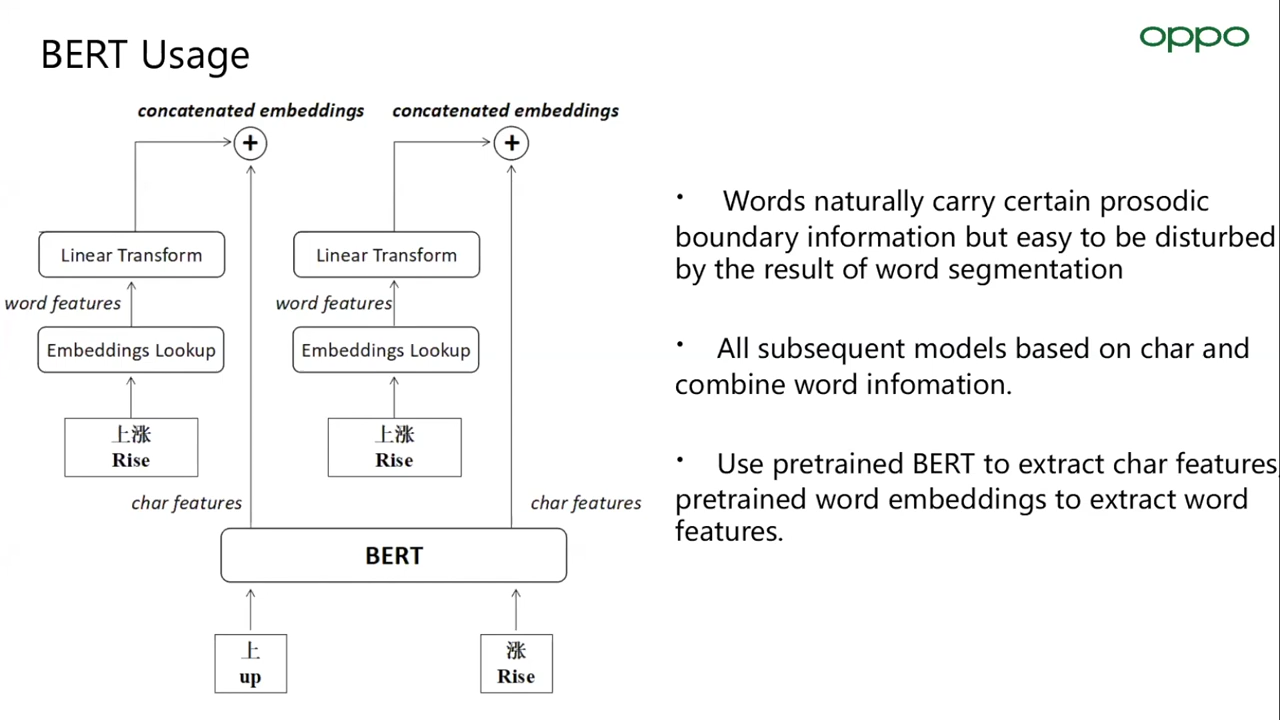 BERT Usage
oppo
concatenated embeddings
concatenated embeddings
+
+
Linear Transform
Linear Transform
word features
word features
Embeddings Lookup
Embeddings Lookup
上涨
Rise
上涨
Rise
char features
char features
BERT
上
up
涨
Rise
• Words naturally carry certain prosodic
boundary information but easy to be disturbed
by the result of word segmentation
• All subsequent models based on char and
combine word infomation.
• Use pretrained BERT to extract char features,
pretrained word embeddings to extract word
features.